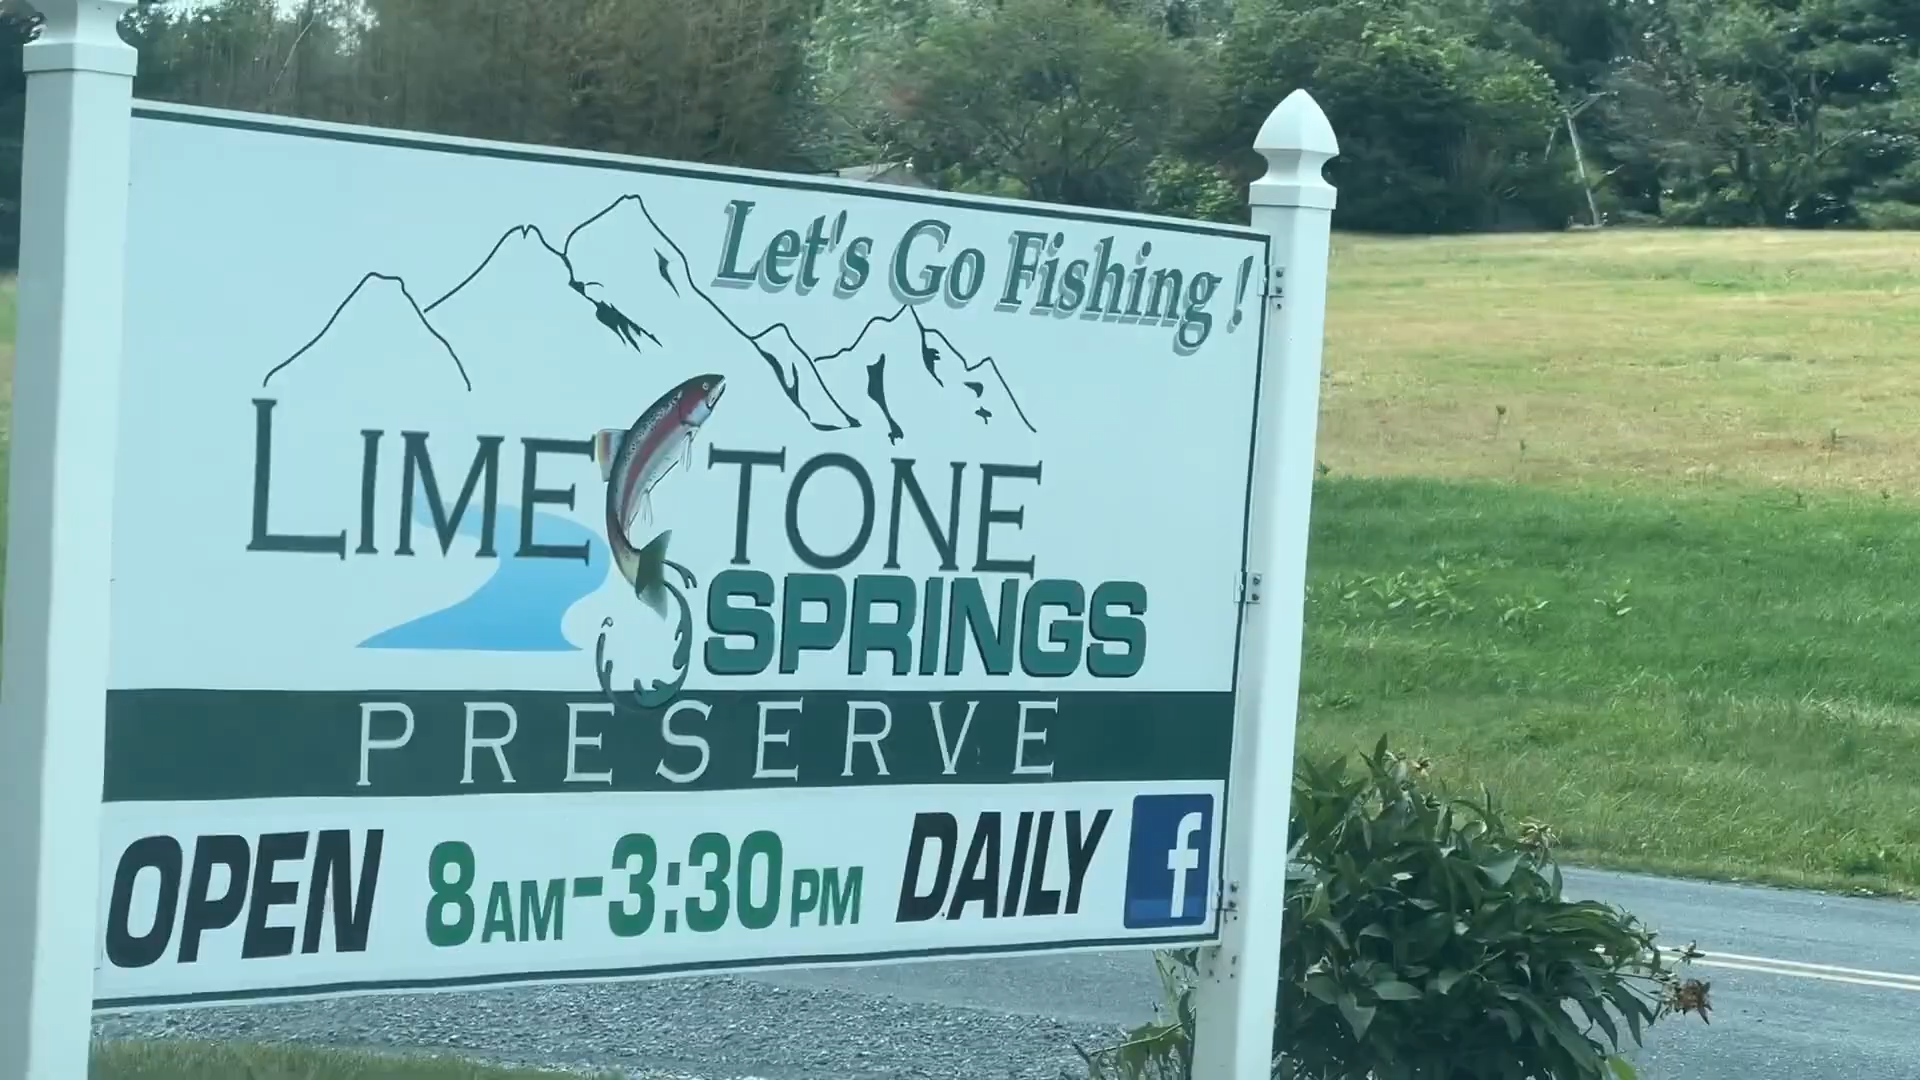 Let's Go Fishing!
LIMESTONE
SPRINGS
PRESERVE
OPEN 8AM-3:30PM DAILY f